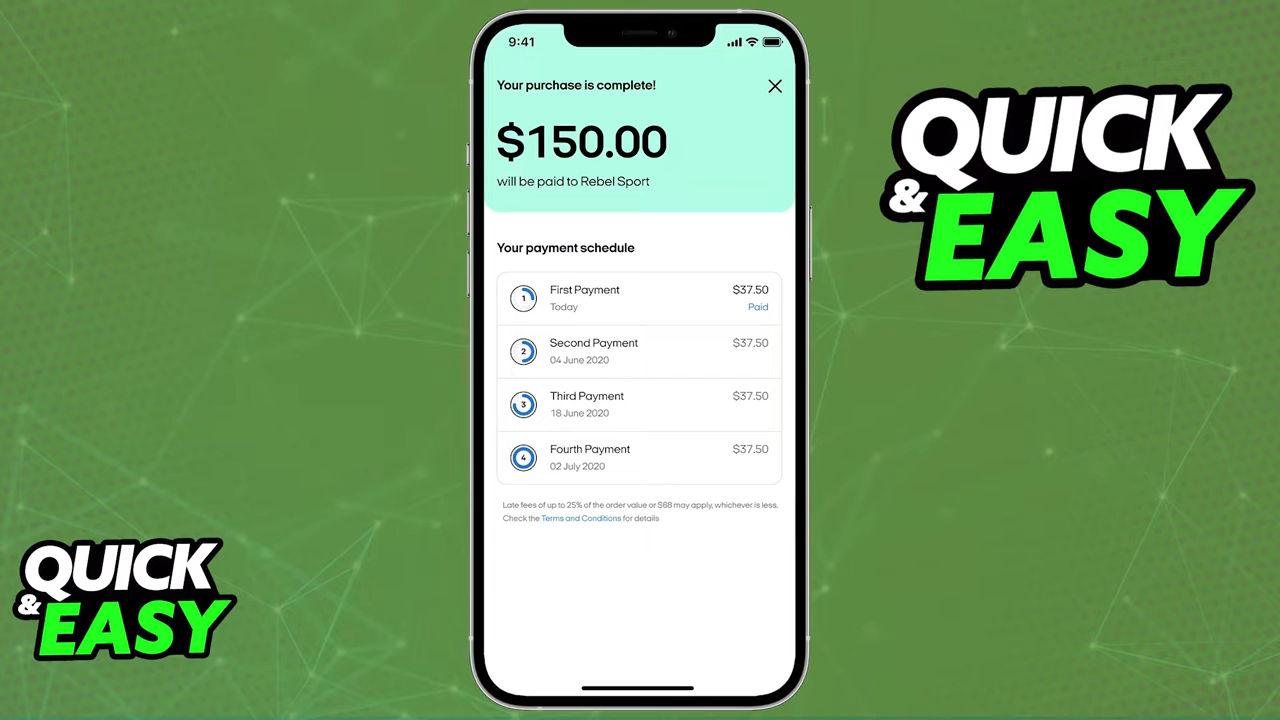 9:41
Your purchase is complete!
$150.00
will be paid to Rebel Sport
Your payment schedule
1
First Payment
$37.50
Today
Paid
2
Second Payment
$37.50
04 June 2020
3
Third Payment
$37.50
18 June 2020
4
Fourth Payment
$37.50
02 July 2020
Late fees of up to 25% of the order value or $68 may apply, whichever is less.
Check the Terms and Conditions for details
QUICK
& EASY
QUICK
& EASY